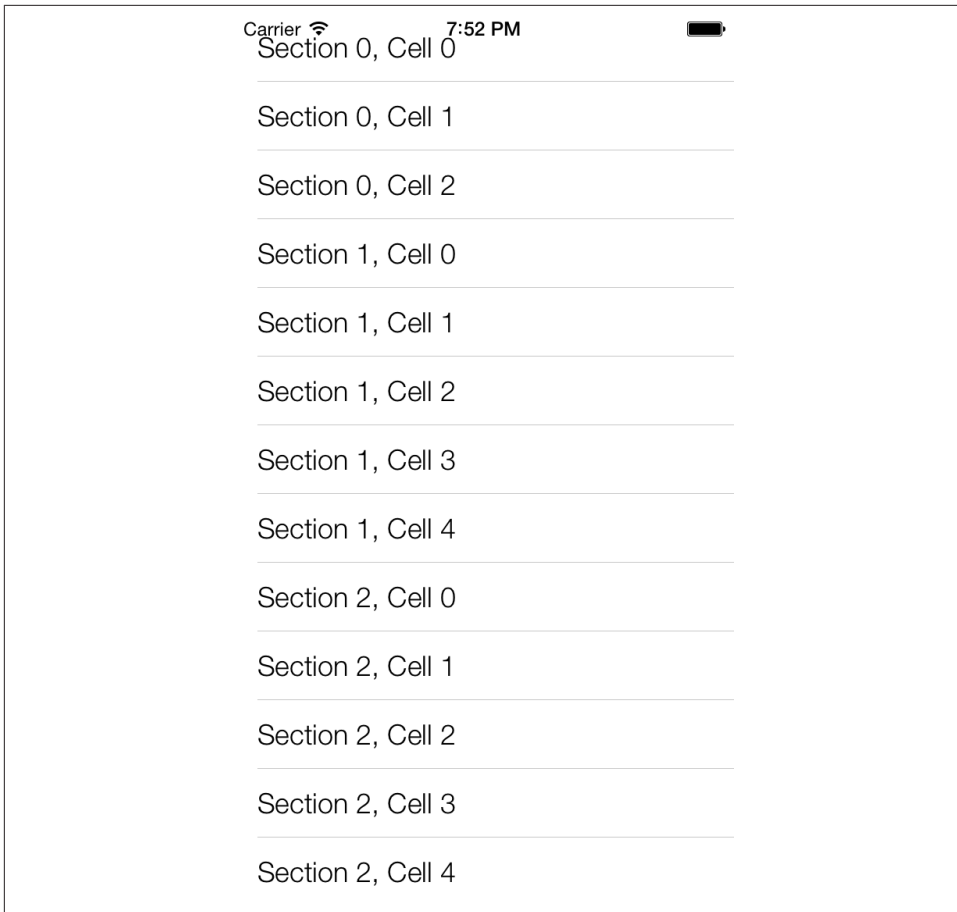 Carrier 7:52 PM
Section 0, Cell 0
Section 0, Cell 1
Section 0, Cell 2
Section 1, Cell 0
Section 1, Cell 1
Section 1, Cell 2
Section 1, Cell 3
Section 1, Cell 4
Section 2, Cell 0
Section 2, Cell 1
Section 2, Cell 2
Section 2, Cell 3
Section 2, Cell 4